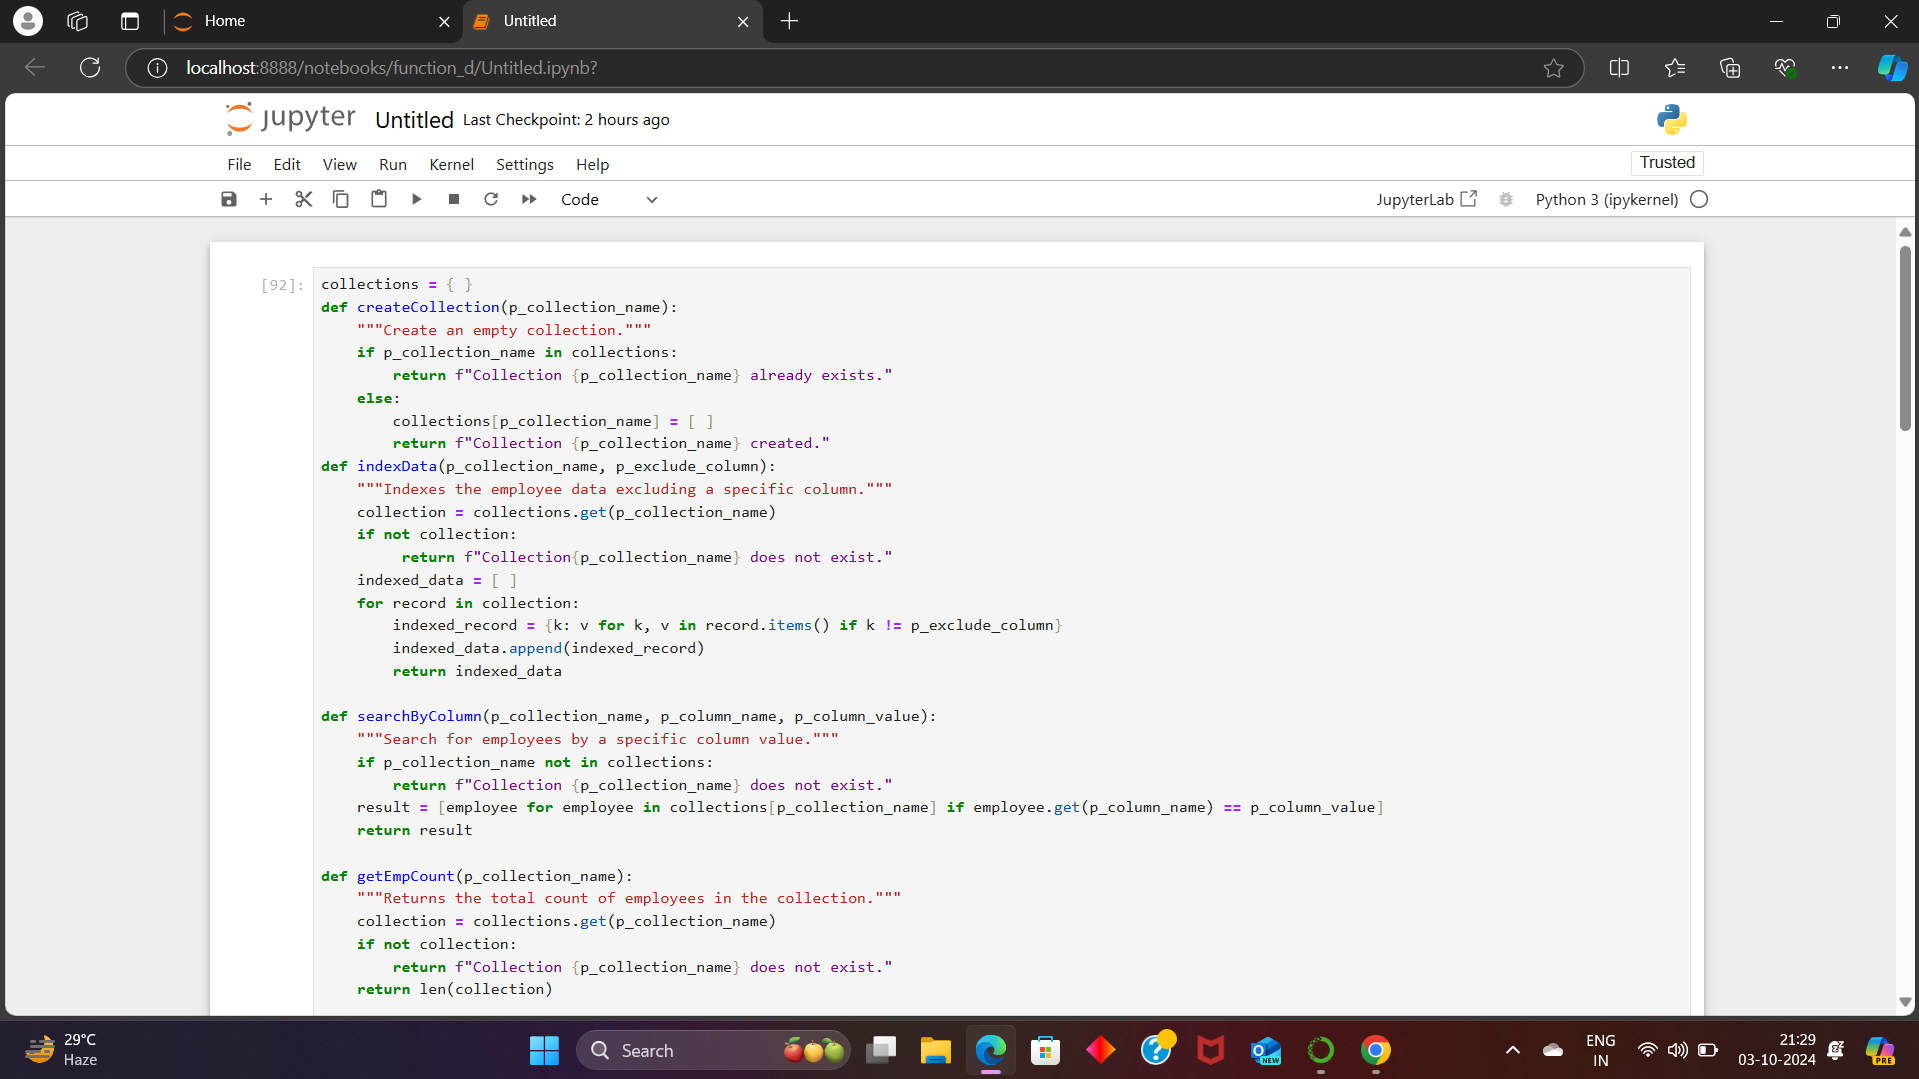 Home
Untitled
localhost:8888/notebooks/function_d/Untitled.ipynb?
jupyter Untitled Last Checkpoint: 2 hours ago
File Edit View Run Kernel Settings Help
Trusted
Code
JupyterLab
Python 3 (ipykernel)
[92]:
collections = { }
def createCollection(p_collection_name):
    """Create an empty collection."""
    if p_collection_name in collections:
        return f"Collection {p_collection_name} already exists."
    else:
        collections[p_collection_name] = [ ]
        return f"Collection {p_collection_name} created."
def indexData(p_collection_name, p_exclude_column):
    """Indexes the employee data excluding a specific column."""
    collection = collections.get(p_collection_name)
    if not collection:
         return f"Collection{p_collection_name} does not exist."
    indexed_data = [ ]
    for record in collection:
        indexed_record = {k: v for k, v in record.items() if k != p_exclude_column}
        indexed_data.append(indexed_record)
        return indexed_data
def searchByColumn(p_collection_name, p_column_name, p_column_value):
    """Search for employees by a specific column value."""
    if p_collection_name not in collections:
        return f"Collection {p_collection_name} does not exist."
    result = [employee for employee in collections[p_collection_name] if employee.get(p_column_name) == p_column_value]
    return result
def getEmpCount(p_collection_name):
    """Returns the total count of employees in the collection."""
    collection = collections.get(p_collection_name)
    if not collection:
        return f"Collection {p_collection_name} does not exist."
    return len(collection)
29°C
Haze
Search
NEW
ENG
IN
21:29
03-10-2024
PRE